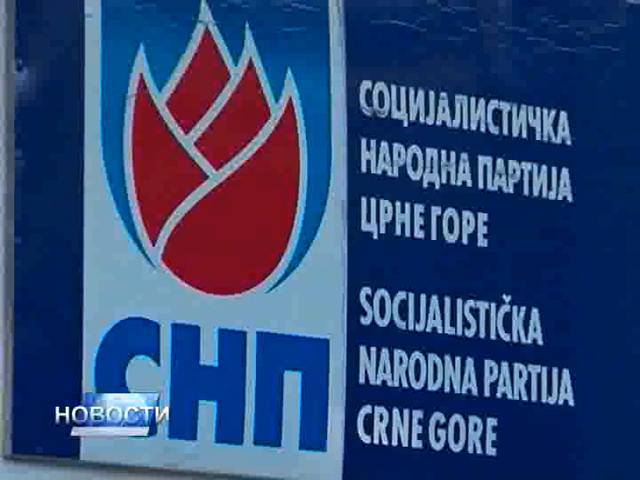 СОЦИЈАЛИСТИЧКА
НАРОДНА ПАРТИЈА
ЦРНЕ ГОРЕ
SOCIJALISTIČKA
NARODNA PARTIJA
CRNE GORE
СНП
НОВОСТИ